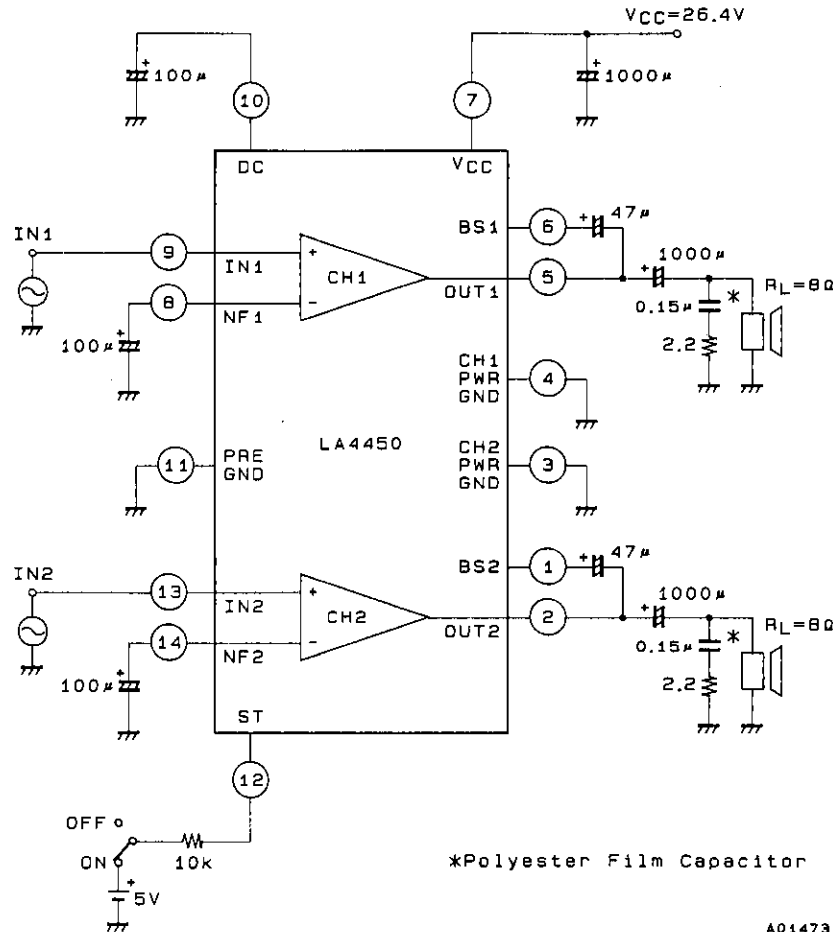 VCC=26.4V
100μ
1000μ
10
7
DC
VCC
47μ
BS1
6
IN1
9
1000μ
IN1
CH1
5
RL=8Ω
8
OUT1
0.15μ
*
NF1
2.2
100μ
CH1
PWR
GND
4
LA4450
11
PRE
GND
CH2
PWR
GND
3
47μ
BS2
1
IN2
13
1000μ
IN2
CH2
2
RL=8Ω
14
OUT2
0.15μ
*
NF2
2.2
100μ
ST
12
OFF
ON
10k
5V
*Polyester Film Capacitor
A01473